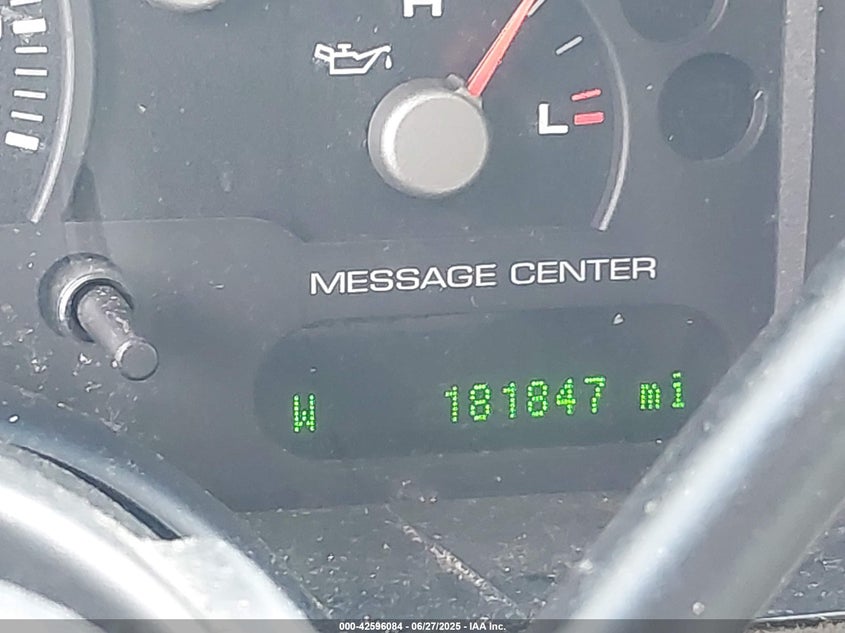 H
L
MESSAGE CENTER
W 181847 mi
000-42596084 - 06/27/2025 - IAA Inc.